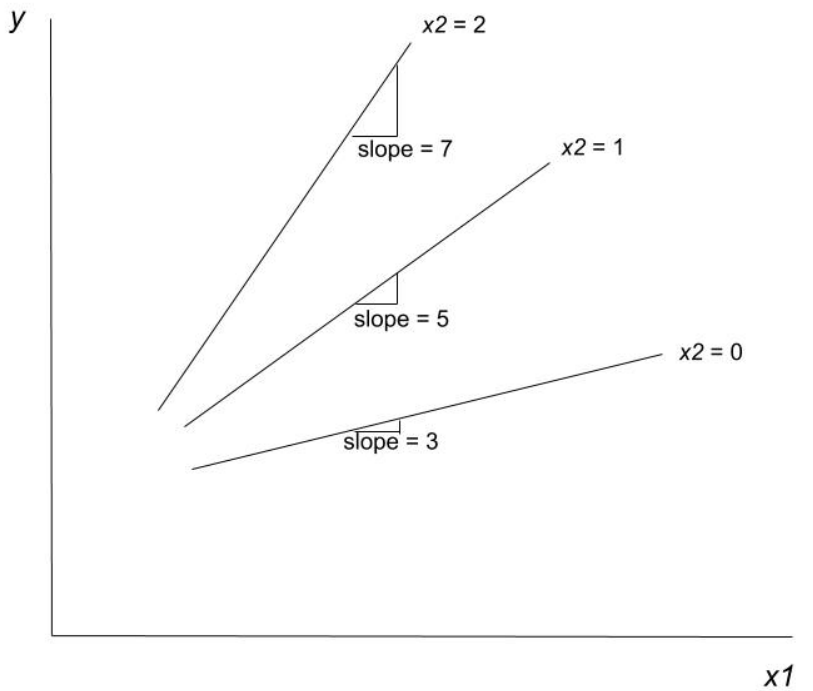 y
x2 = 2
slope = 7
x2 = 1
slope = 5
x2 = 0
slope = 3
x1